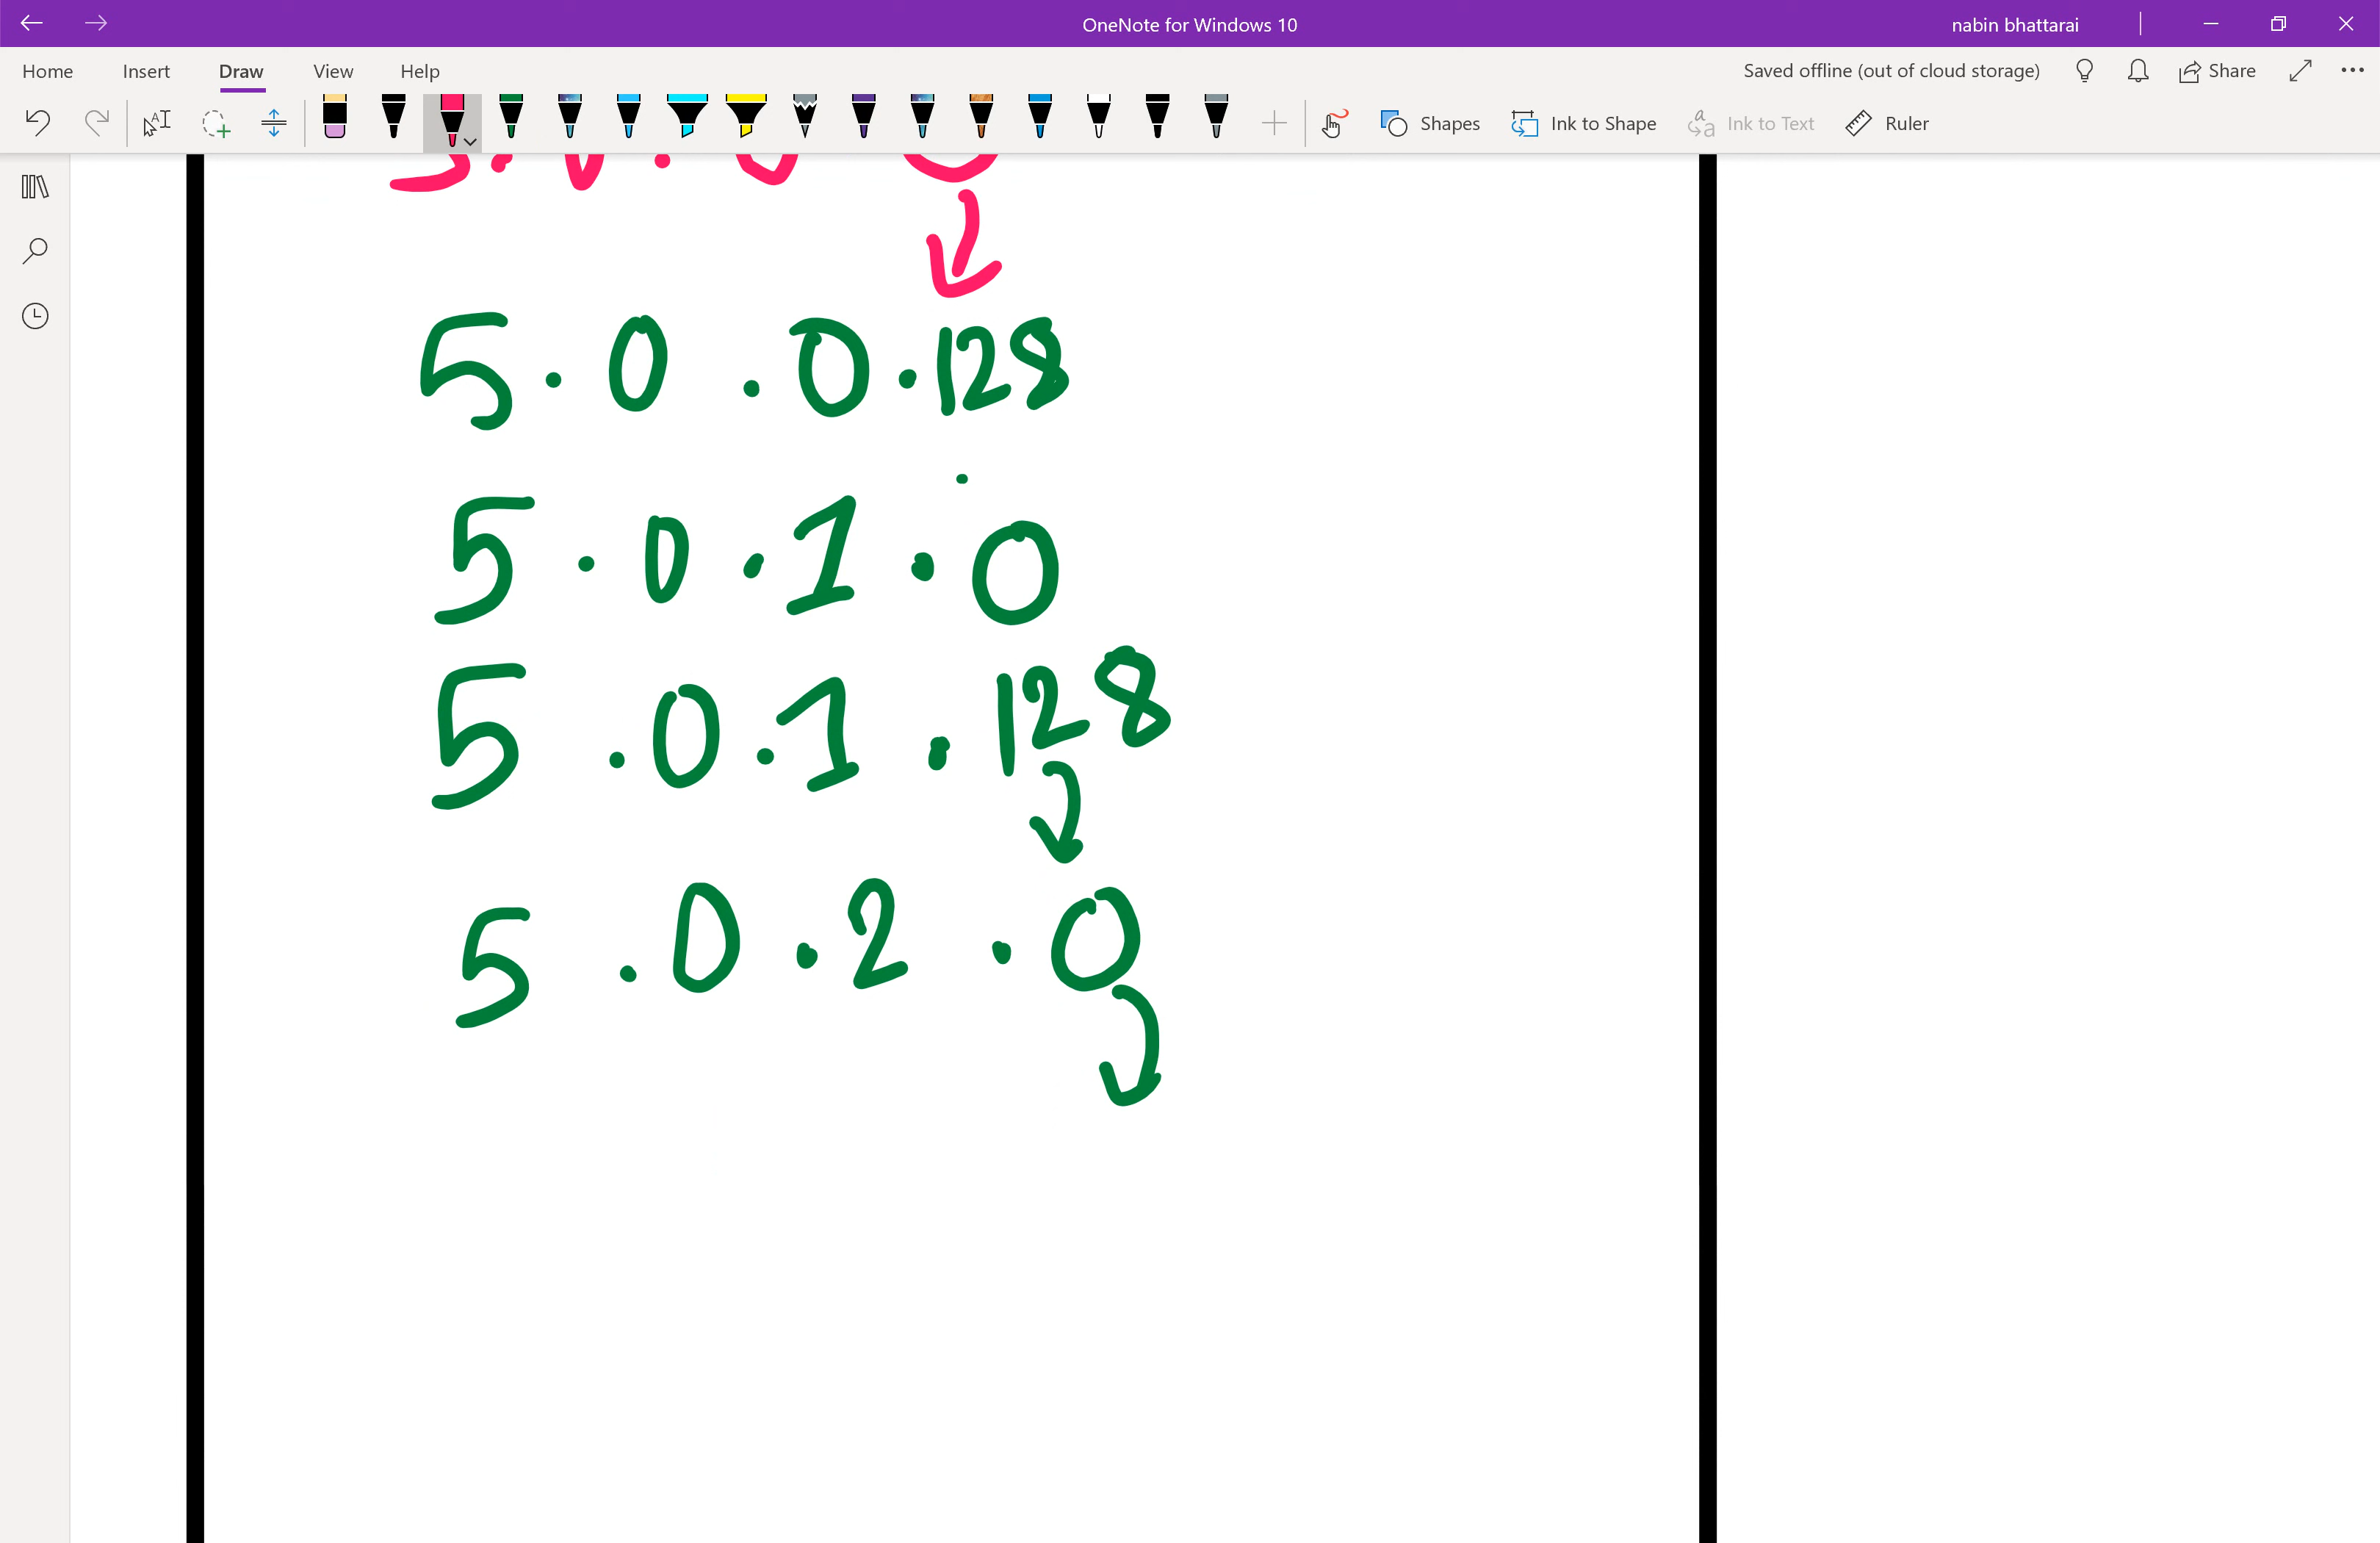 OneNote for Windows 10 nabin bhattarai
Home Insert Draw View Help Saved offline (out of cloud storage) Share
Shapes Ink to Shape Ink to Text Ruler
5.0.0.128
5.0.1.0
5.0.1.128
5.0.2.0